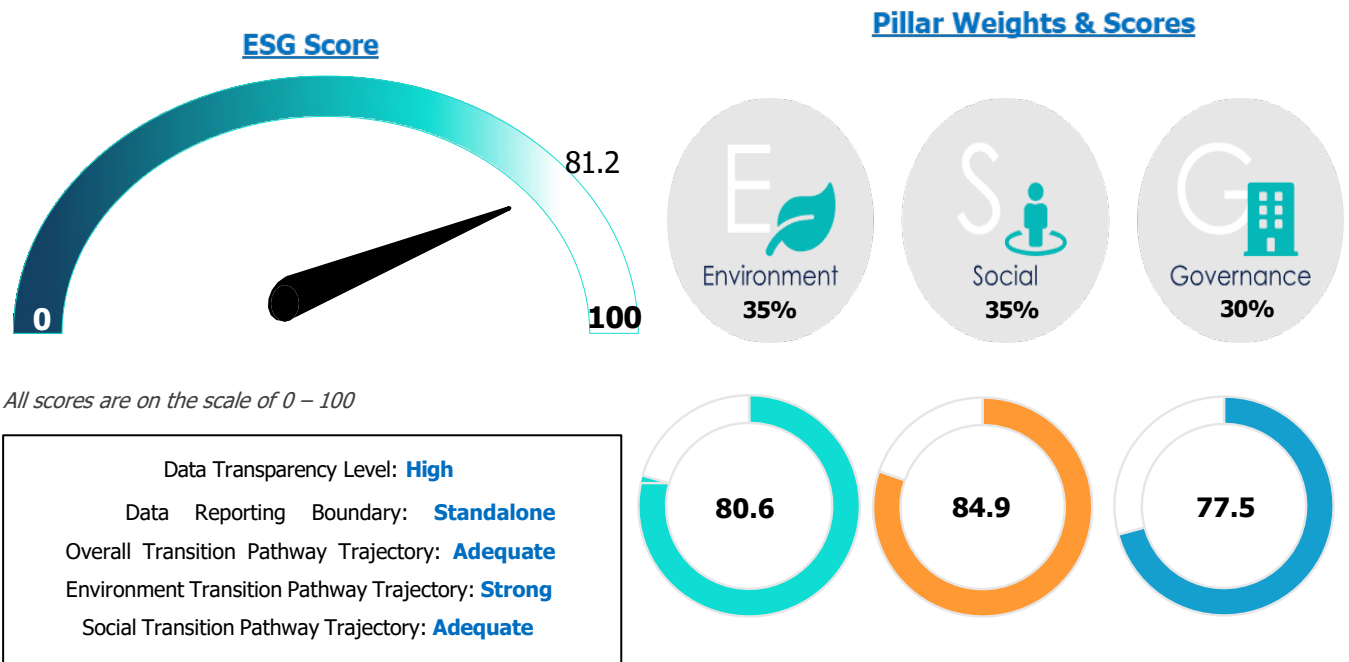 ESG Score
81.2
0
100
All scores are on the scale of 0 – 100
Data Transparency Level: High
Data Reporting Boundary: Standalone
Overall Transition Pathway Trajectory: Adequate
Environment Transition Pathway Trajectory: Strong
Social Transition Pathway Trajectory: Adequate
Pillar Weights & Scores
E
Environment
35%
S
Social
35%
G
Governance
30%
80.6
84.9
77.5